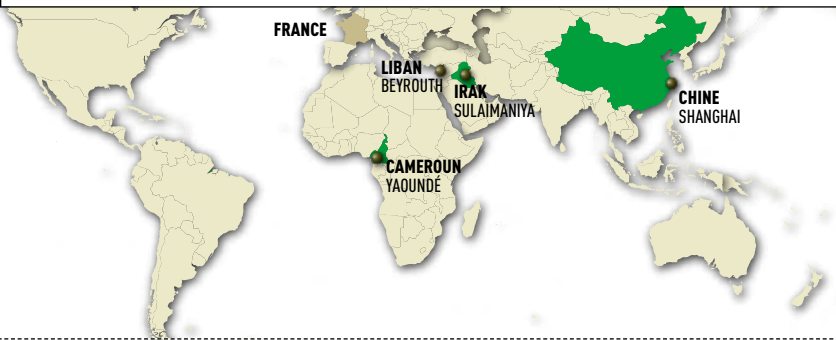 FRANCE
LIBAN
BEYROUTH
IRAK
SULAIMANIYA
CHINE
SHANGHAI
CAMEROUN
YAOUNDÉ